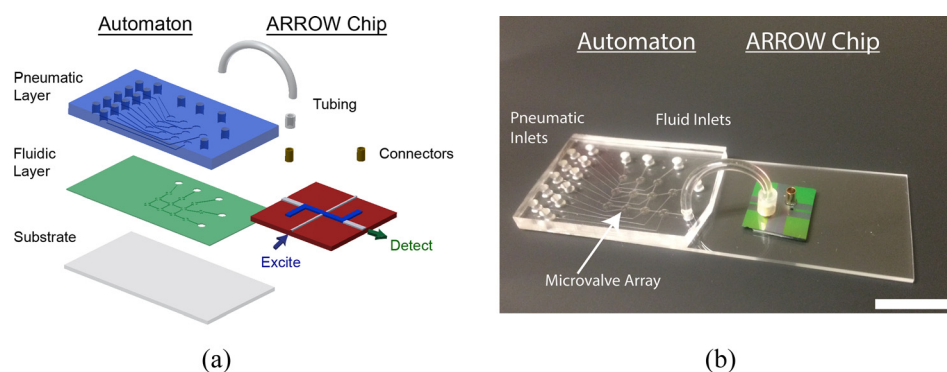 Automaton
ARROW Chip
Pneumatic
Layer
Tubing
Fluidic
Layer
Connectors
Substrate
Excite
Detect
(a)
Automaton
ARROW Chip
Pneumatic
Inlets
Fluid Inlets
Microvalve Array
(b)